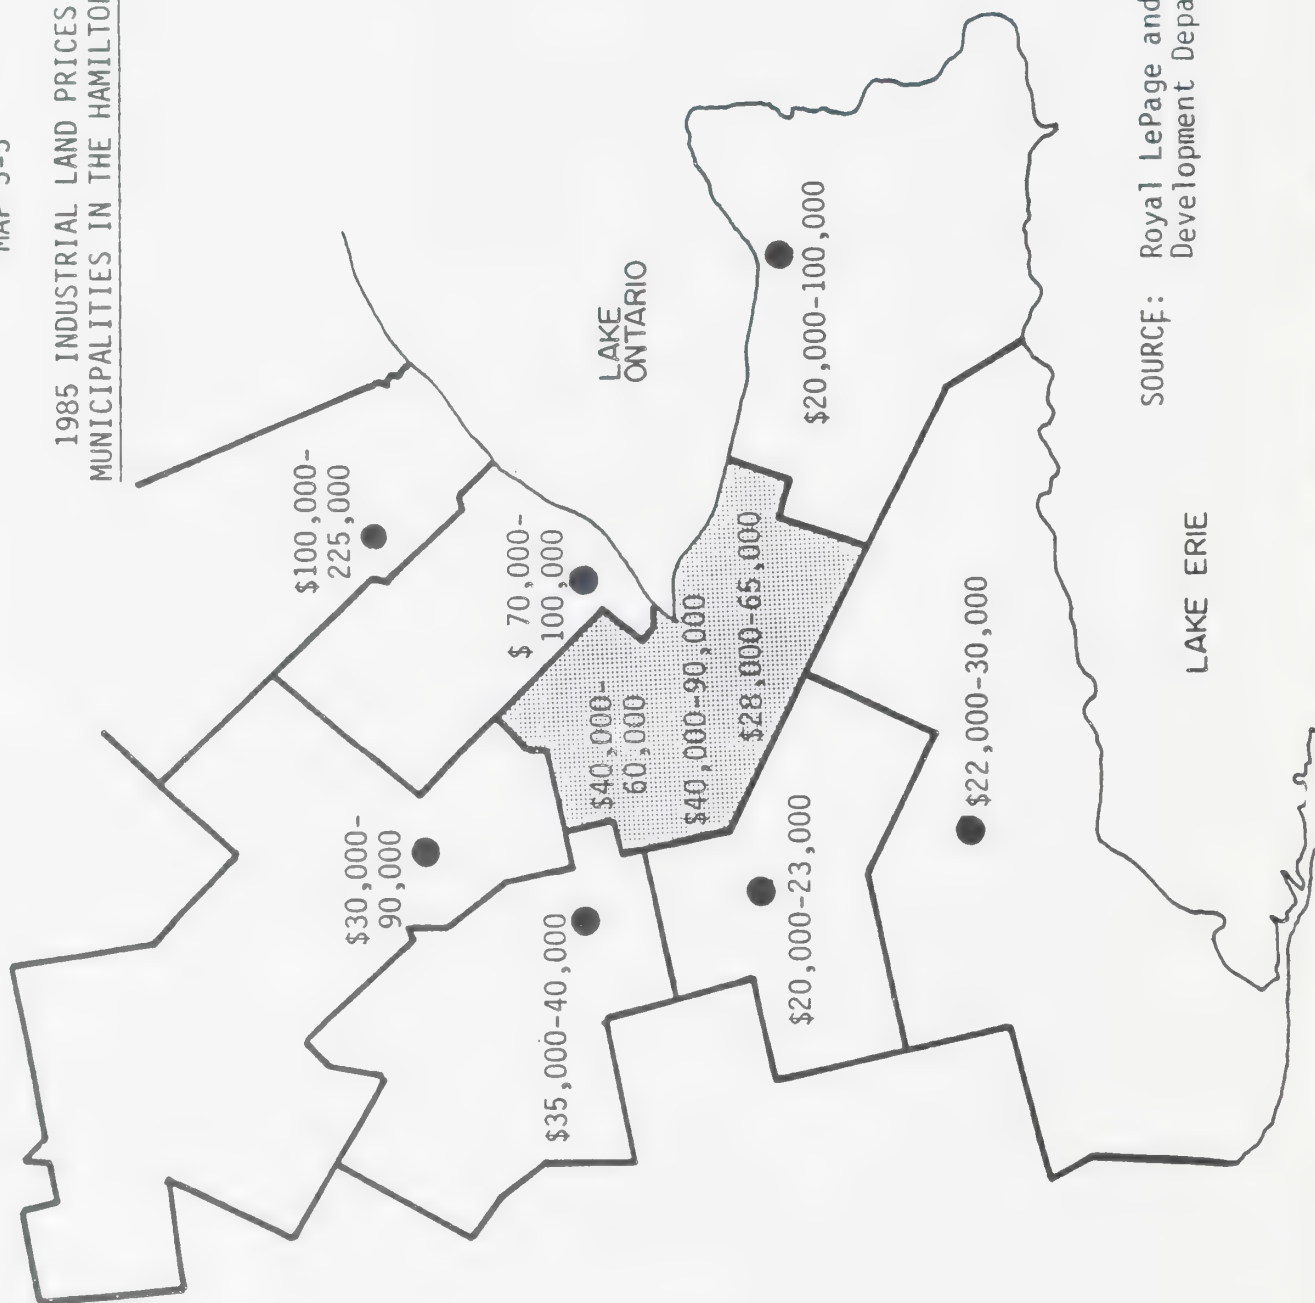 MAP
1985 INDUSTRIAL LAND PRICES
MUNICIPALITIES IN THE
$100,000-
225,000
$ 70,000-
100,000
LAKE
ONTARIO
$30,000-
90,000
$40,000-
60,000
$40,000-90,000
$28,000-65,000
$20,000-100,000
$35,000-40,000
$20,000-23,000
$22,000-30,000
LAKE ERIE
SOURCE: Royal LePage and
Development